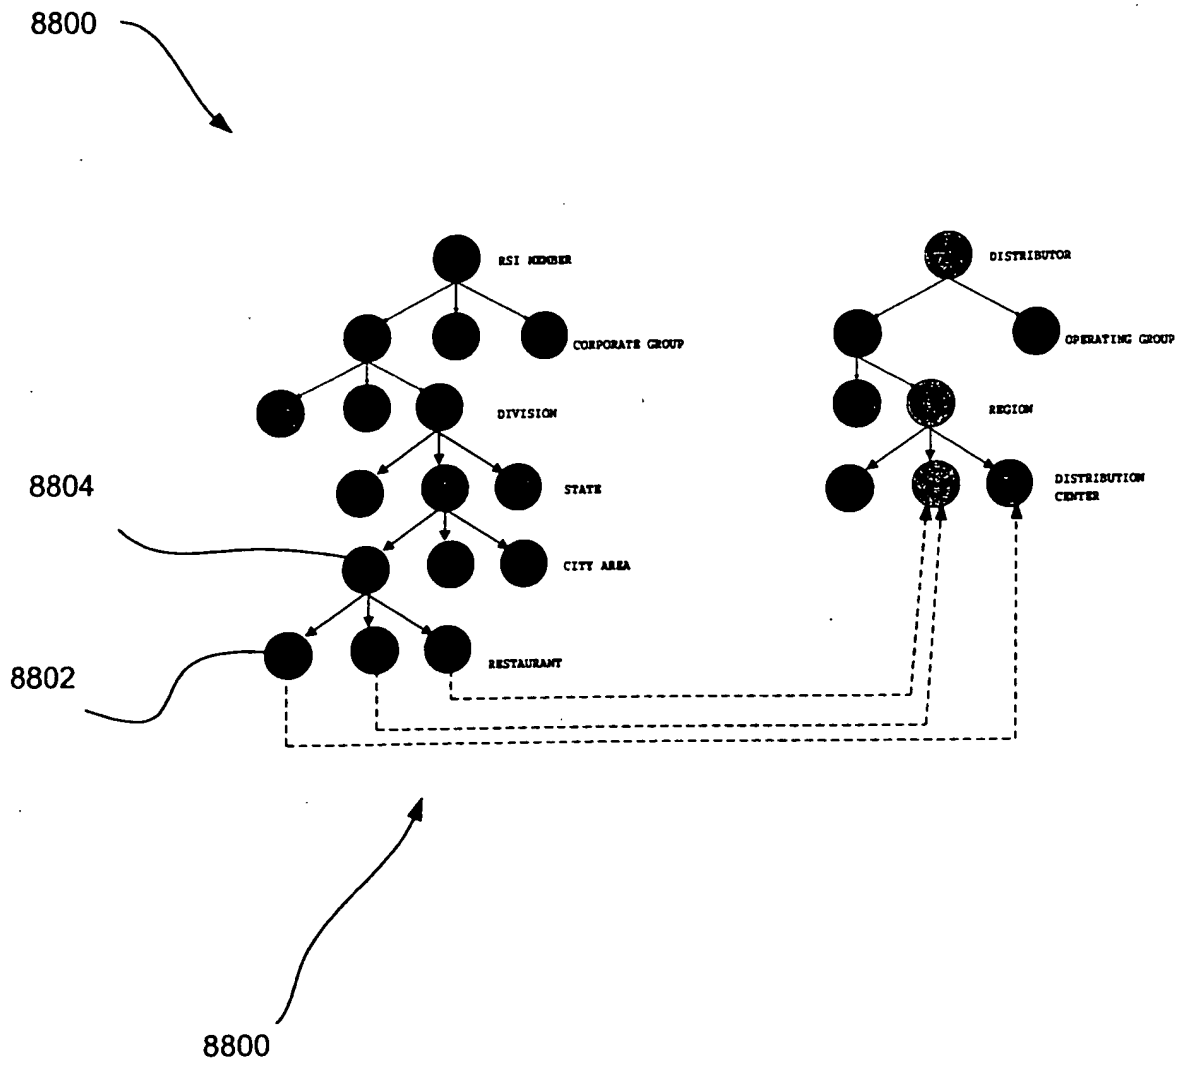 8800
RSI MEMBER
DISTRIBUTOR
CORPORATE GROUP
OPERATING GROUP
DIVISION
REGION
8804
STATE
DISTRIBUTION
CENTER
CITY AREA
8802
RESTAURANT
8800